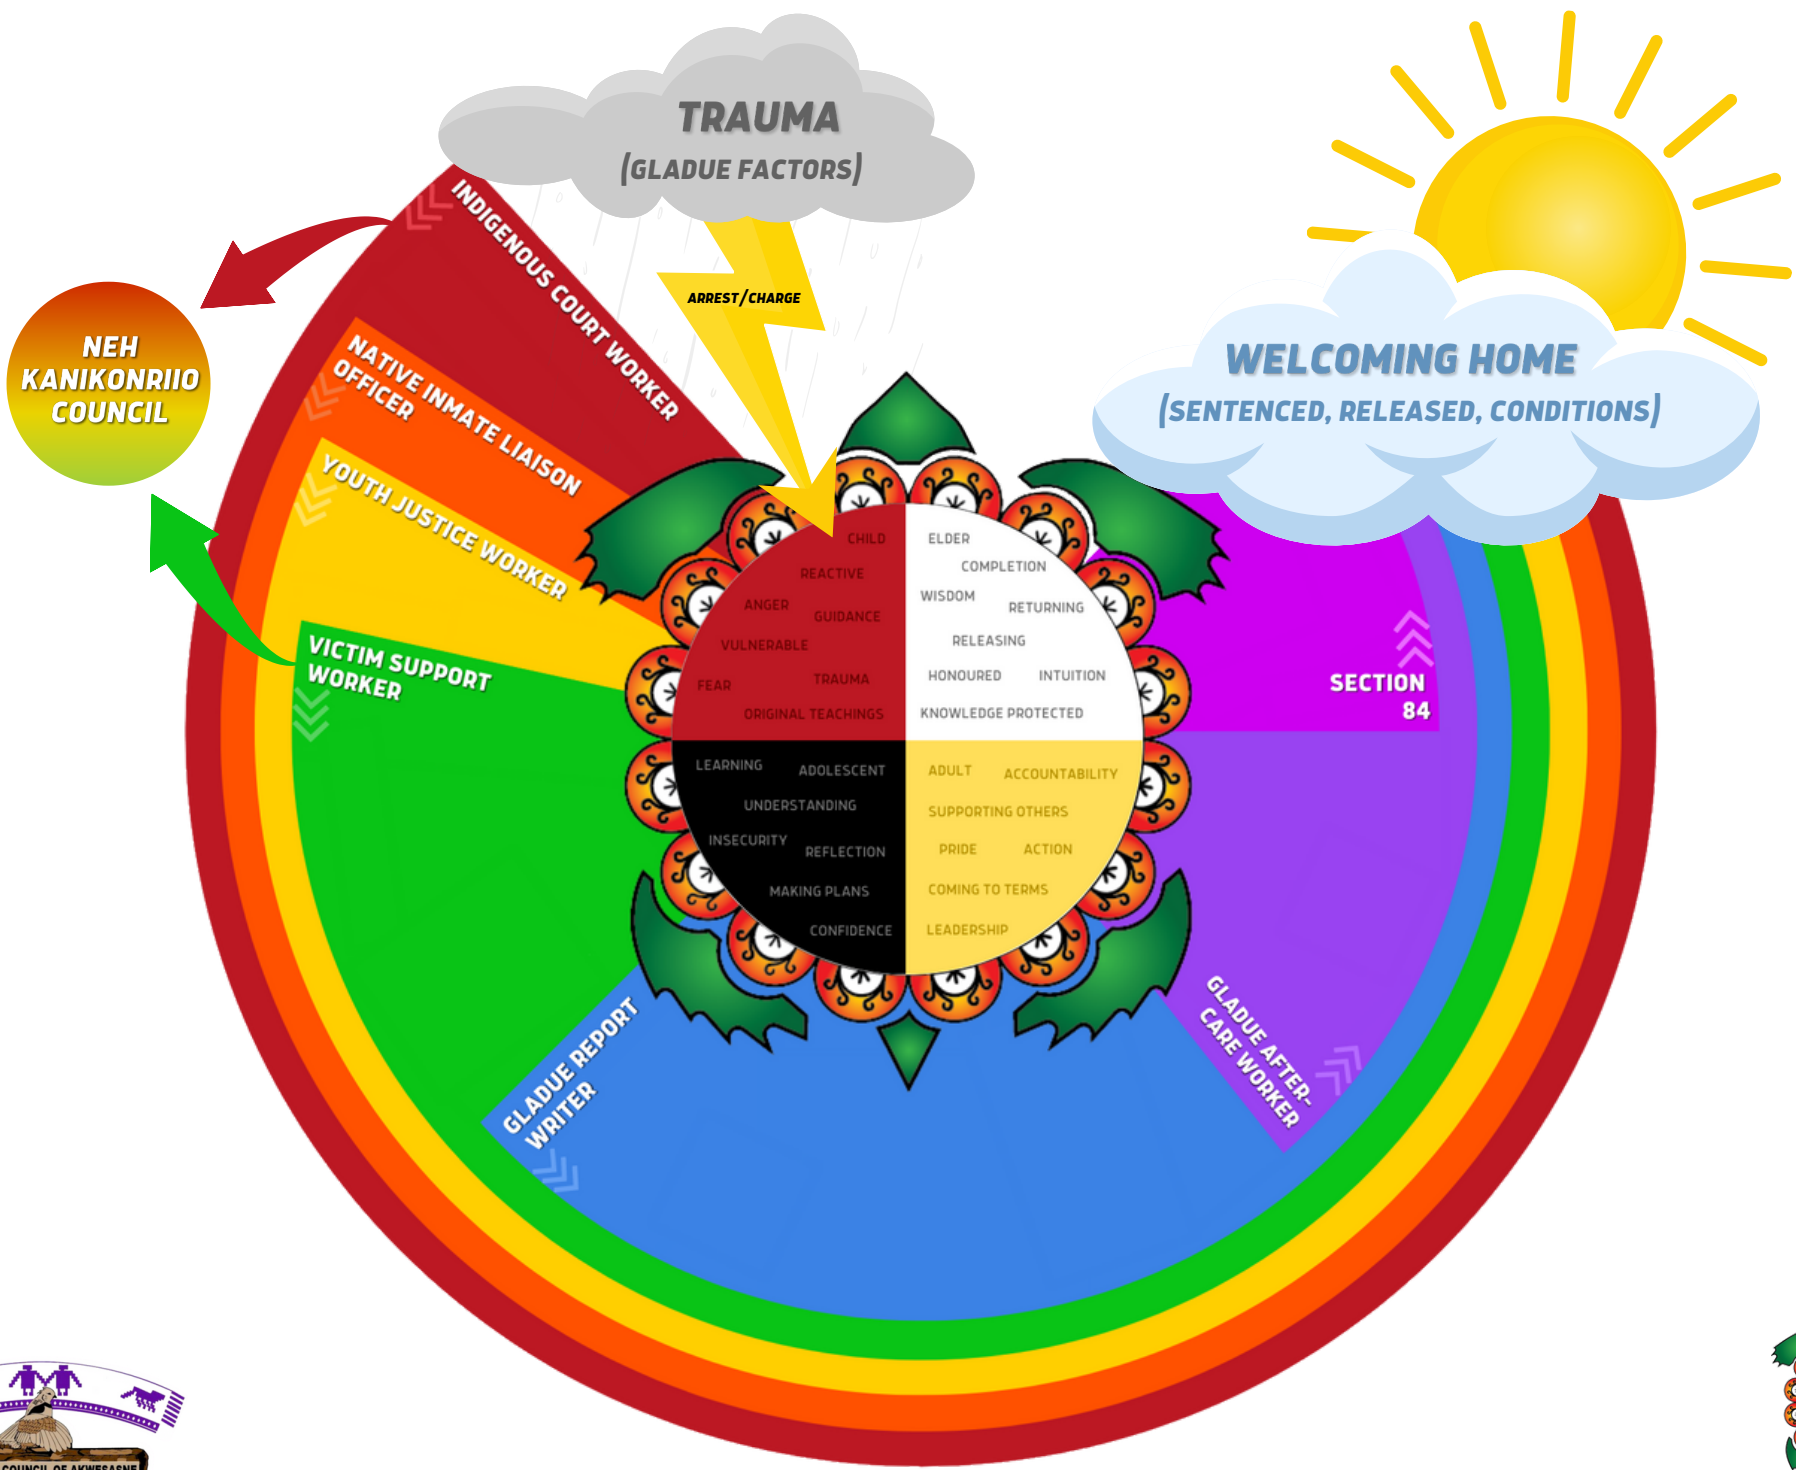 TRAUMA
(GLADUE FACTORS)
ARREST/CHARGE
WELCOMING HOME
(SENTENCED, RELEASED, CONDITIONS)
NEH
KANIKONRIIO
COUNCIL
INDIGENOUS COURT WORKER
NATIVE INMATE LIAISON
OFFICER
YOUTH JUSTICE WORKER
VICTIM SUPPORT
WORKER
GLADUE REPORT
WRITER
GLADUE AFTER-
CARE WORKER
SECTION
84
CHILD
REACTIVE
ANGER
GUIDANCE
VULNERABLE
FEAR
TRAUMA
ORIGINAL TEACHINGS
ELDER
COMPLETION
WISDOM
RETURNING
RELEASING
HONOURED
INTUITION
KNOWLEDGE PROTECTED
LEARNING
ADOLESCENT
UNDERSTANDING
INSECURITY
REFLECTION
MAKING PLANS
CONFIDENCE
ADULT
ACCOUNTABILITY
SUPPORTING OTHERS
PRIDE
ACTION
COMING TO TERMS
LEADERSHIP
COUNCIL OF AKWESASNE